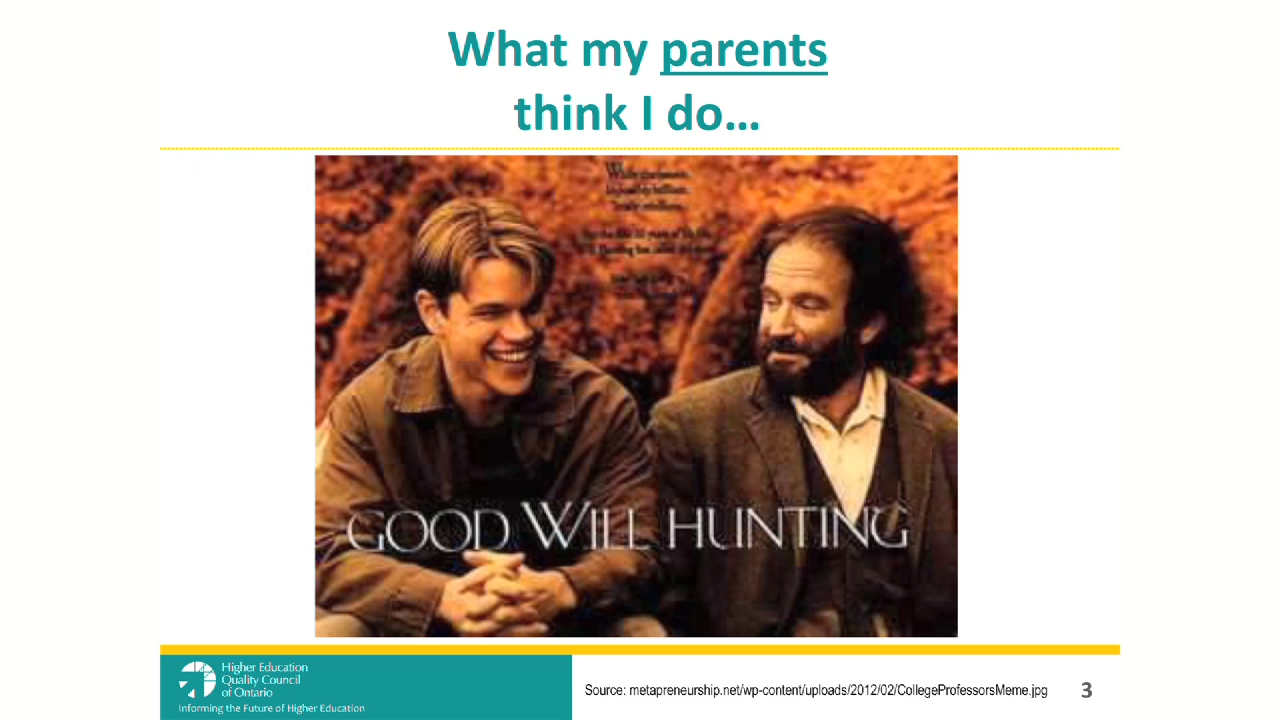 What my parents
think I do...
GOOD WILL HUNTING
Higher Education
Quality Council
of Ontario
Informing the Future of Higher Education
Source: metapreneurship.net/wp-content/uploads/2012/02/CollegeProfessorsMeme.jpg
3